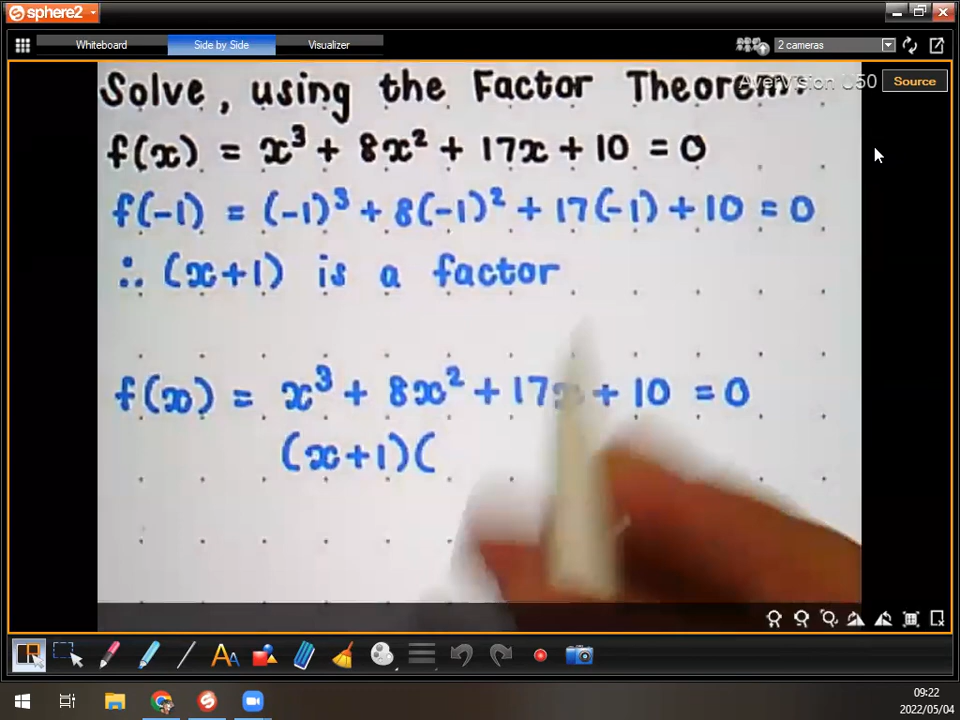 sphere2
Whiteboard
Side by Side
Visualizer
2 cameras
Source
Solve, using the Factor Theorem:
f(x) = x³ + 8x² + 17x + 10 = 0
f(-1) = (-1)³ + 8(-1)² + 17(-1) + 10 = 0
∴ (x+1) is a factor
f(x) = x³ + 8x² + 17x + 10 = 0
(x+1)(
09:22
2022/05/04